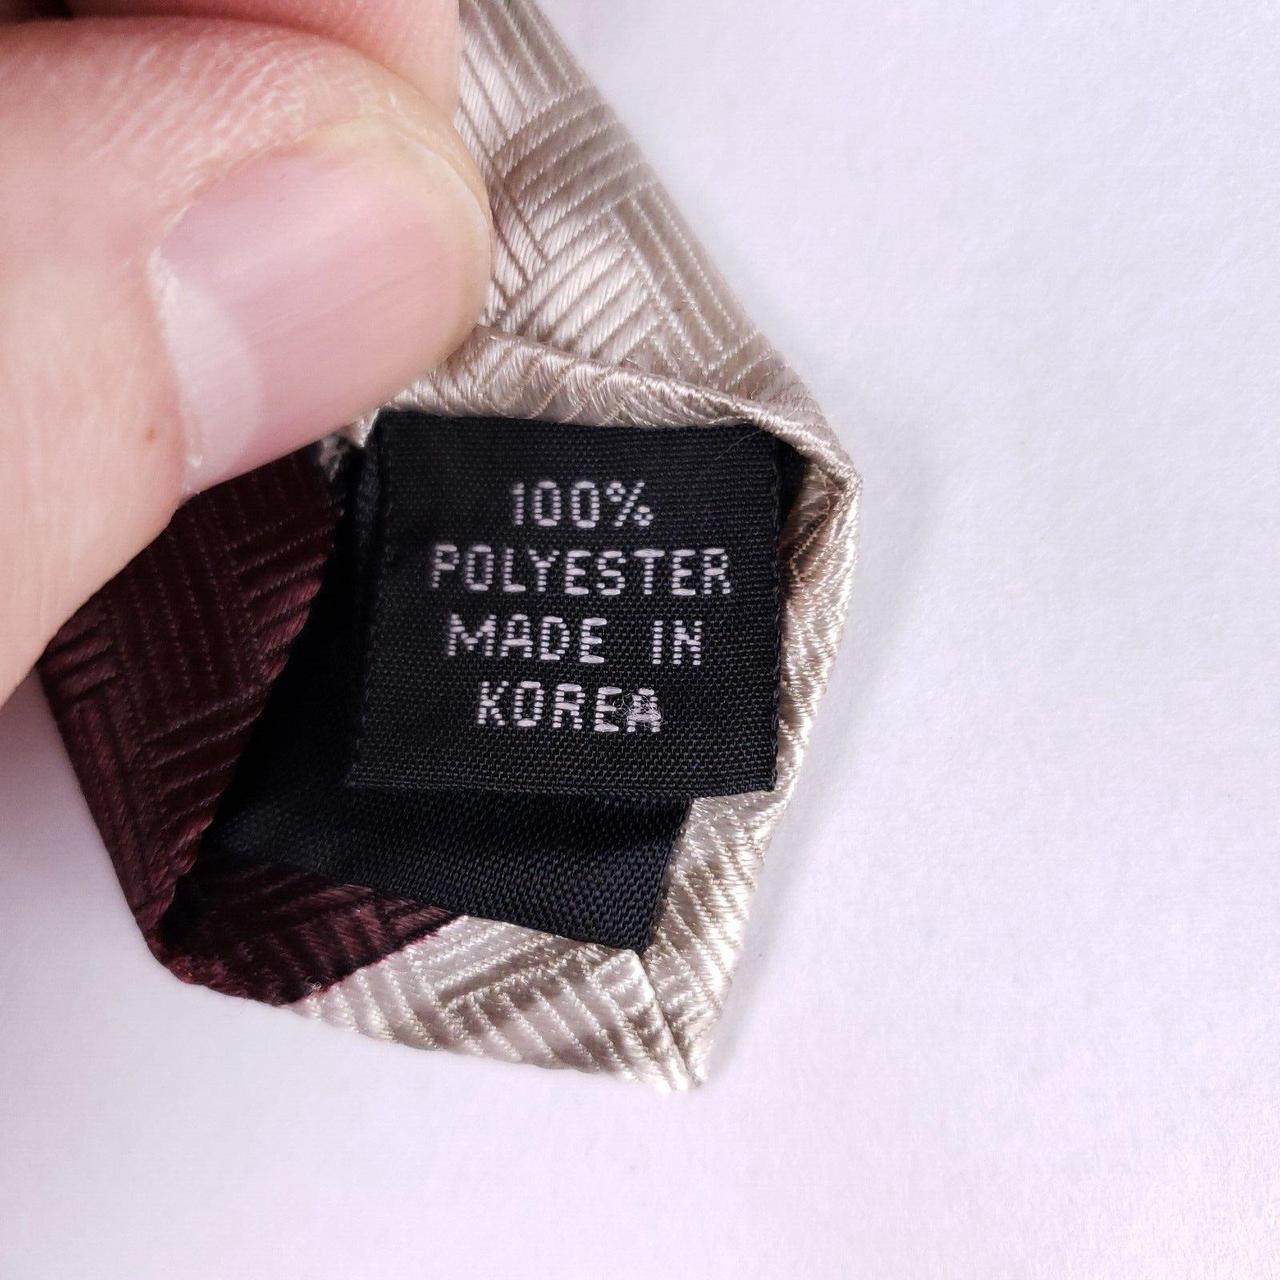 100%
POLYESTER
MADE IN
KOREA